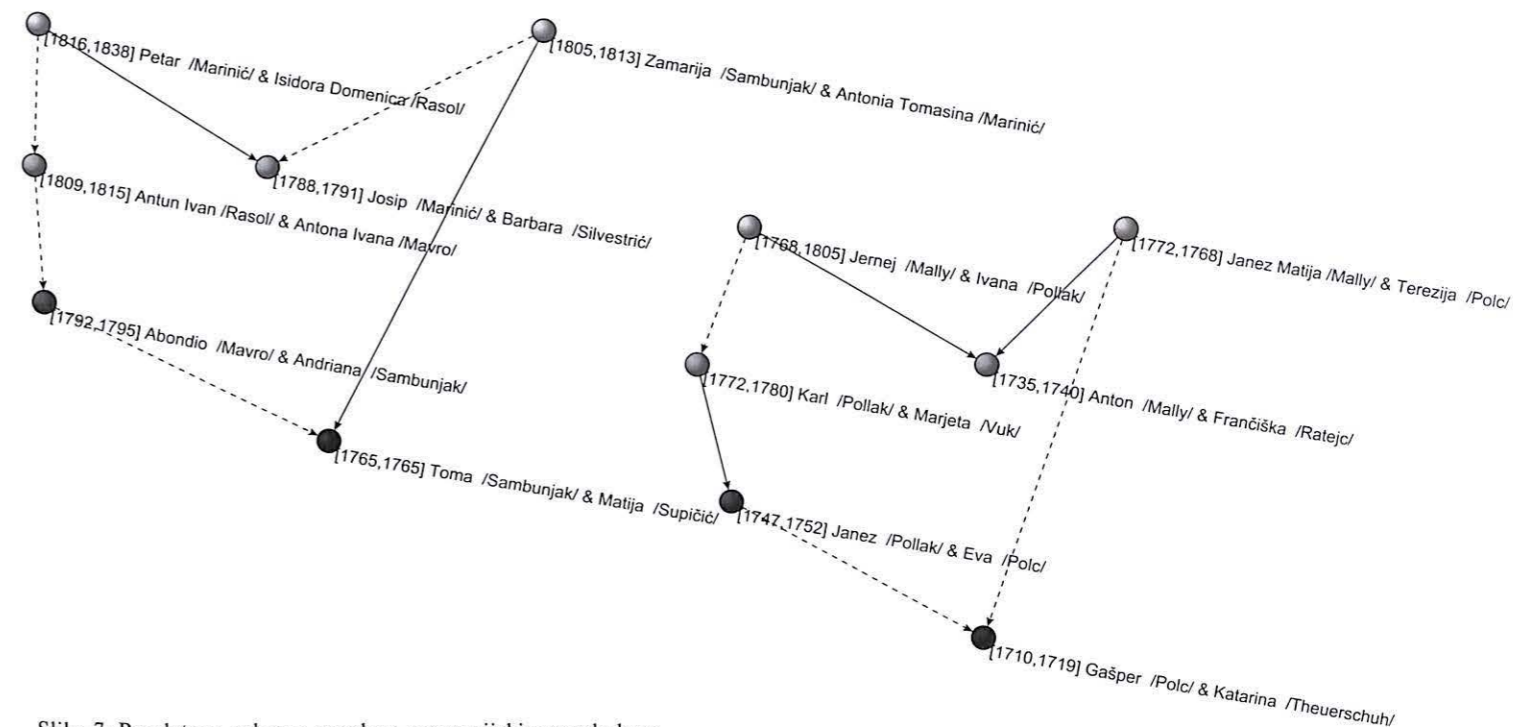 [1816,1838] Petar /Marinić/ & Isidora Domenica /Rasol/
[1805,1813] Zamarija /Sambunjak/ & Antonia Tomasina /Marinić/
[1809,1815] Antun Ivan /Rasol/ & Antona Ivana /Mavro/
[1788,1791] Josip /Marinić/ & Barbara /Silvestrić/
[1768,1805] Jernej /Mally/ & Ivana /Pollak/
[1772,1768] Janez Matija /Mally/ & Terezija /Polc/
[1792,1795] Abondio /Mavro/ & Andriana /Sambunjak/
[1772,1780] Karl /Pollak/ & Marjeta /Vuk/
[1735,1740] Anton /Mally/ & Frančiška /Ratejc/
[1765,1765] Toma /Sambunjak/ & Matija /Supičić/
[1747,1752] Janez /Pollak/ & Eva /Polc/
[1710,1719] Gašper /Polc/ & Katarina /Theuerschuh/